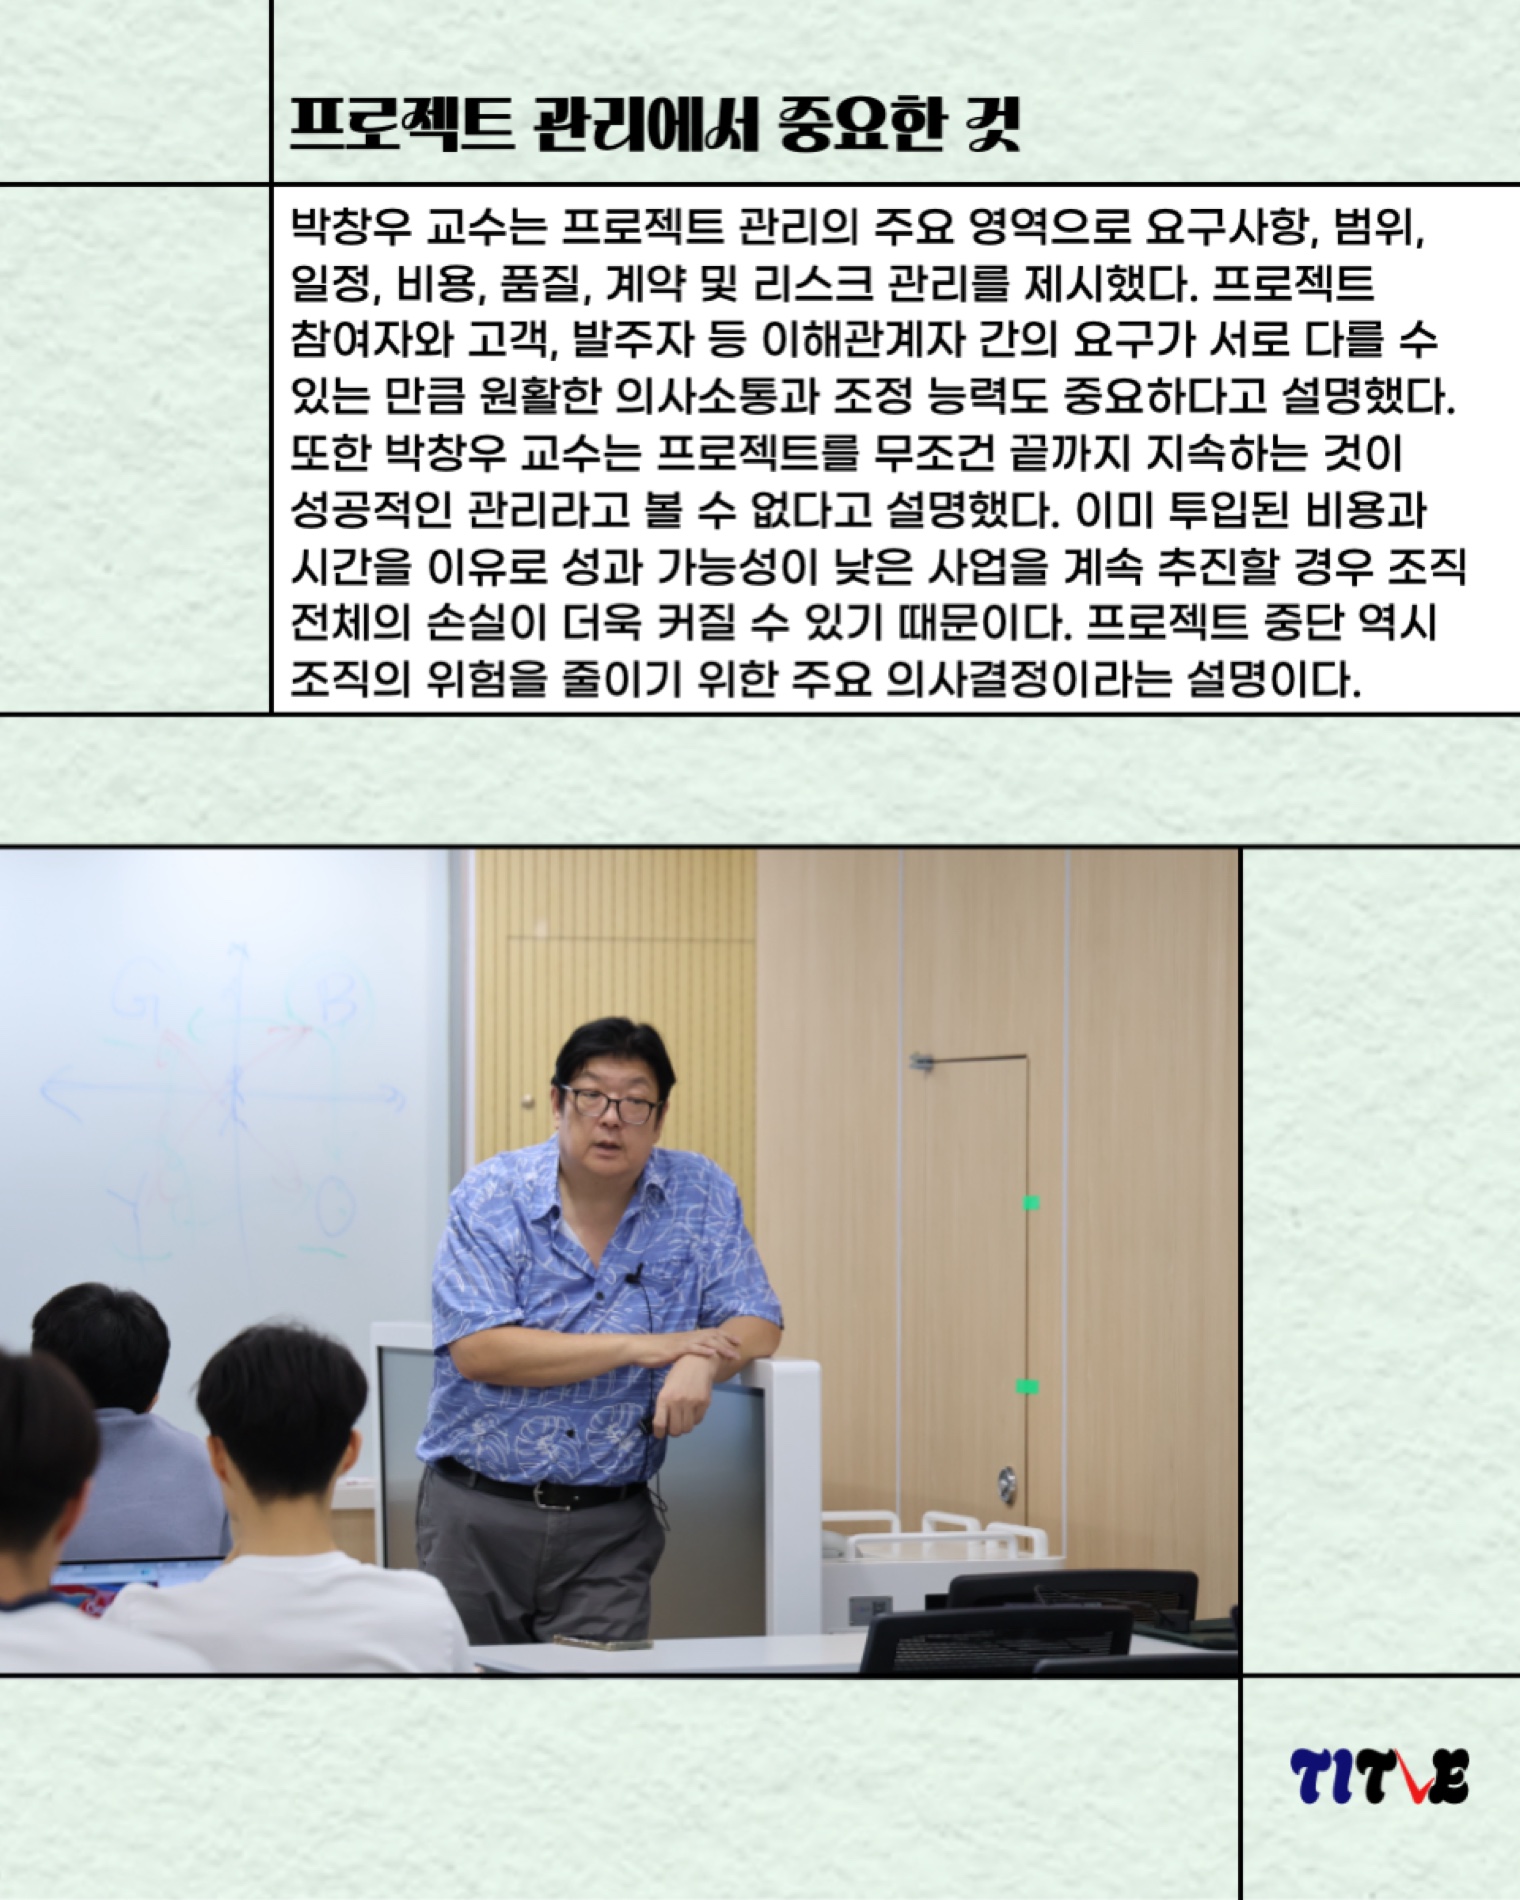 프로젝트 관리에서 중요한 것
박창우 교수는 프로젝트 관리의 주요 영역으로 요구사항, 범위,
일정, 비용, 품질, 계약 및 리스크 관리를 제시했다. 프로젝트
참여자와 고객, 발주자 등 이해관계자 간의 요구가 서로 다를 수
있는 만큼 원활한 의사소통과 조정 능력도 중요하다고 설명했다.
또한 박창우 교수는 프로젝트를 무조건 끝까지 지속하는 것이
성공적인 관리라고 볼 수 없다고 설명했다. 이미 투입된 비용과
시간을 이유로 성과 가능성이 낮은 사업을 계속 추진할 경우 조직
전체의 손실이 더욱 커질 수 있기 때문이다. 프로젝트 중단 역시
조직의 위험을 줄이기 위한 주요 의사결정이라는 설명이다.
G B
Y O
TITLE